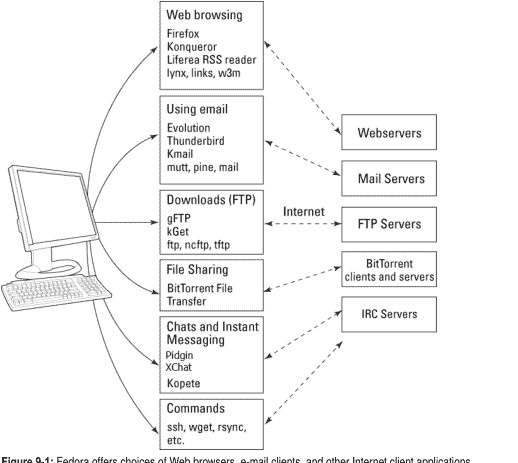 Web browsing
Firefox
Konqueror
Liferea RSS reader
lynx, links, w3m
Using email
Evolution
Thunderbird
Kmail
mutt, pine, mail
Downloads (FTP)
gFTP
kGet
ftp, ncftp, tftp
File Sharing
BitTorrent File
Transfer
Chats and Instant
Messaging
Pidgin
XChat
Kopete
Commands
ssh, wget, rsync,
etc.
Internet
Webservers
Mail Servers
FTP Servers
BitTorrent
clients and servers
IRC Servers
Figure 9-1: Fedora offers choices of Web browsers, e-mail clients, and other Internet client applications.